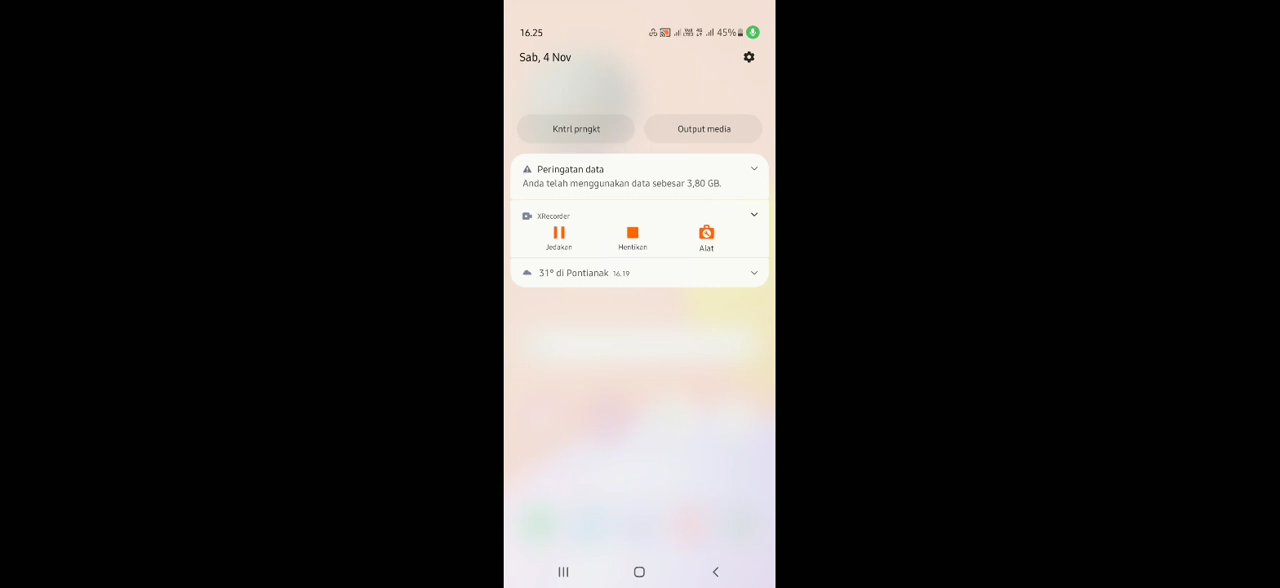 16.25
45%
Sab, 4 Nov
Kntrl prngkt
Output media
Peringatan data
Anda telah menggunakan data sebesar 3,80 GB.
XRecorder
Jedakan
Hentikan
Alat
31° di Pontianak 16.19